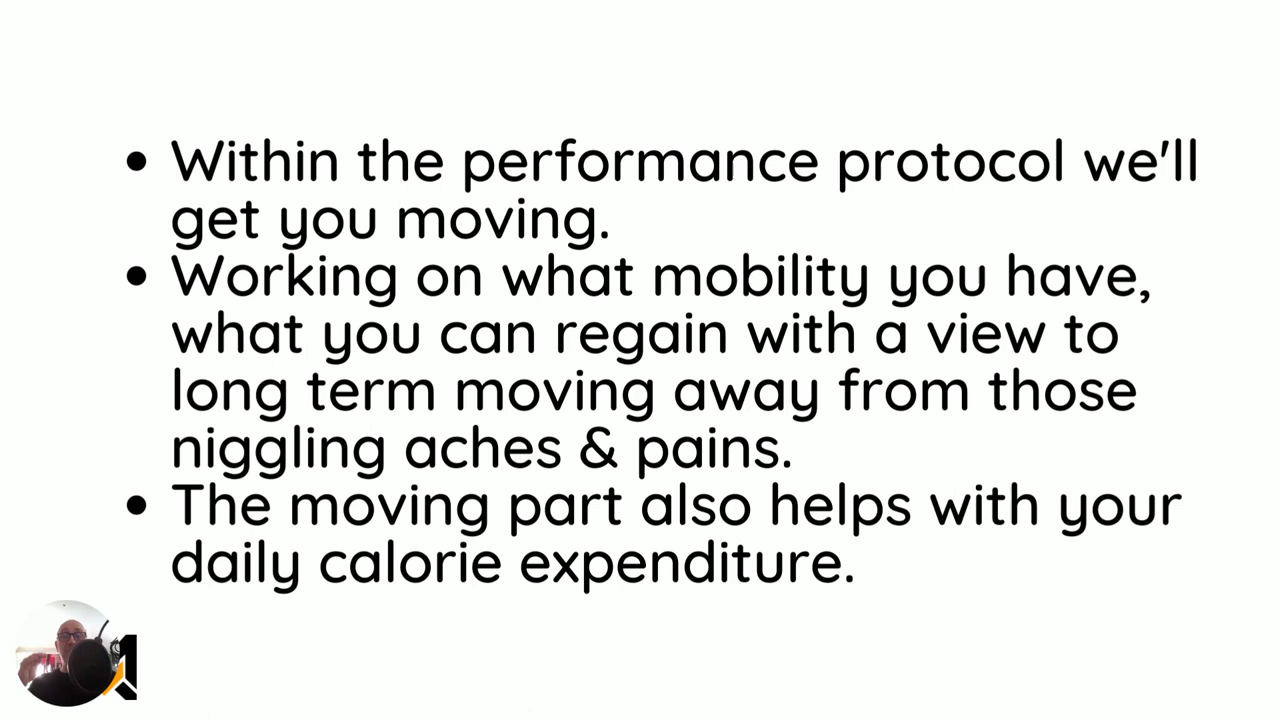 • Within the performance protocol we'll
get you moving.
• Working on what mobility you have,
what you can regain with a view to
long term moving away from those
niggling aches & pains.
• The moving part also helps with your
daily calorie expenditure.